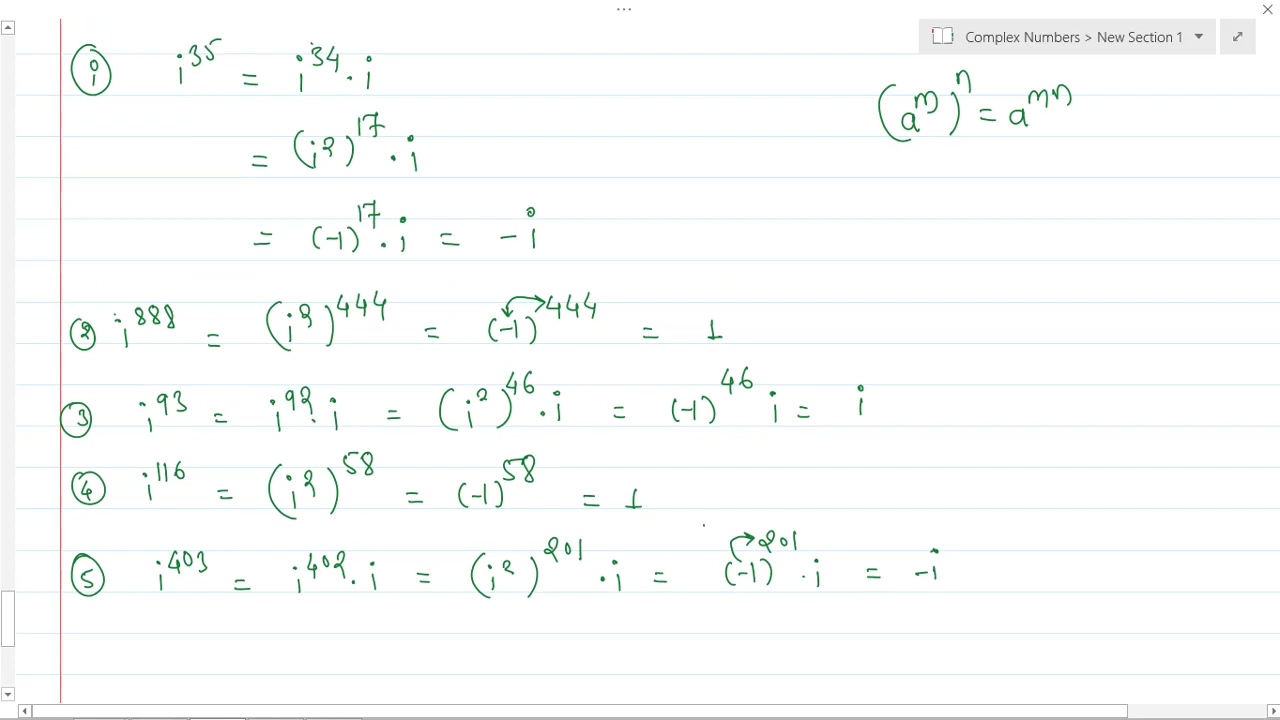 Complex Numbers > New Section 1
(a^m)^n = a^mn
① i^35 = i^34 . i
= (i^2)^17 . i
= (-1)^17 . i = -i
② i^888 = (i^2)^444 = (-1)^444 = 1
③ i^93 = i^92 . i = (i^2)^46 . i = (-1)^46 i = i
④ i^116 = (i^2)^58 = (-1)^58 = 1
⑤ i^403 = i^402 . i = (i^2)^201 . i = (-1)^201 . i = -i